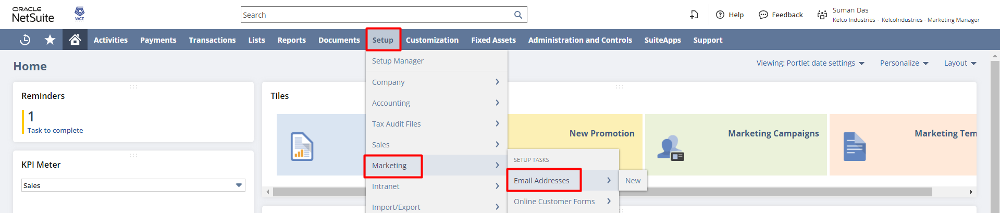 ORACLE
NetSuite
WCT
Search
Help
Feedback
Suman Das
Kelco Industries - KelcoIndustries - Marketing Manager
Activities Payments Transactions Lists Reports Documents Setup Customization Fixed Assets Administration and Controls SuiteApps Support
Home
Viewing: Portlet date settings Personalize Layout
Reminders
1
Task to complete
KPI Meter
Sales
Tiles
New Promotion
Marketing Campaigns
Marketing Tem
Setup Manager
Company
Accounting
Tax Audit Files
Sales
Marketing
Intranet
Import/Export
SETUP TASKS
Email Addresses
Online Customer Forms
New